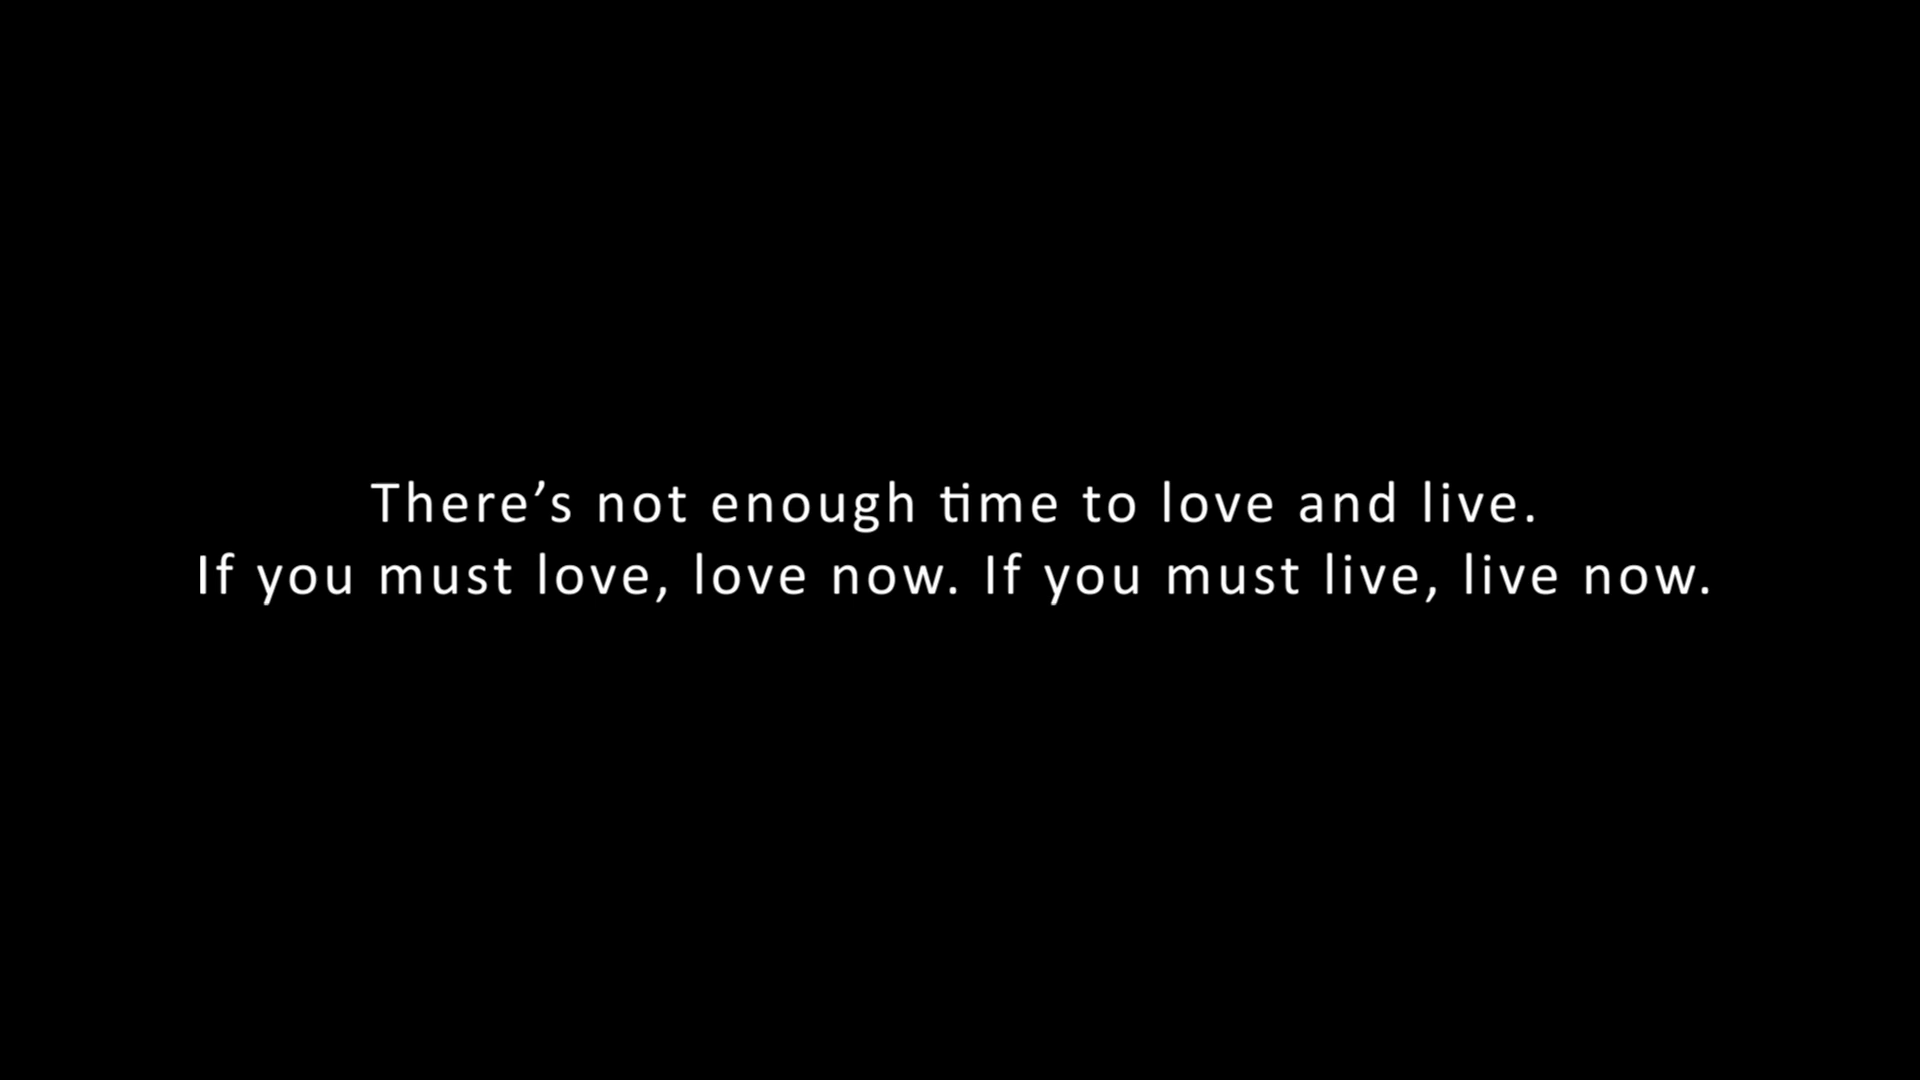 There’s not enough time to love and live.
If you must love, love now. If you must live, live now.